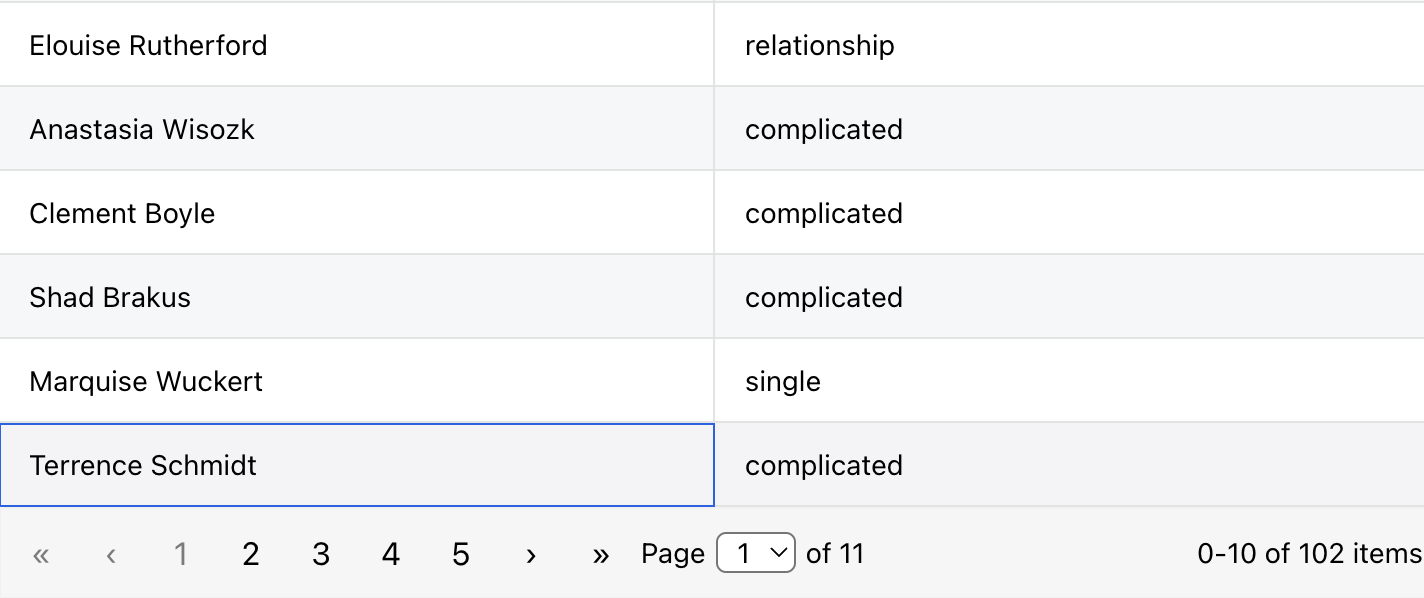 Elouise Rutherford relationship
Anastasia Wisozk complicated
Clement Boyle complicated
Shad Brakus complicated
Marquise Wuckert single
Terrence Schmidt complicated
« ‹ 1 2 3 4 5 › » Page 1 of 11 0-10 of 102 items